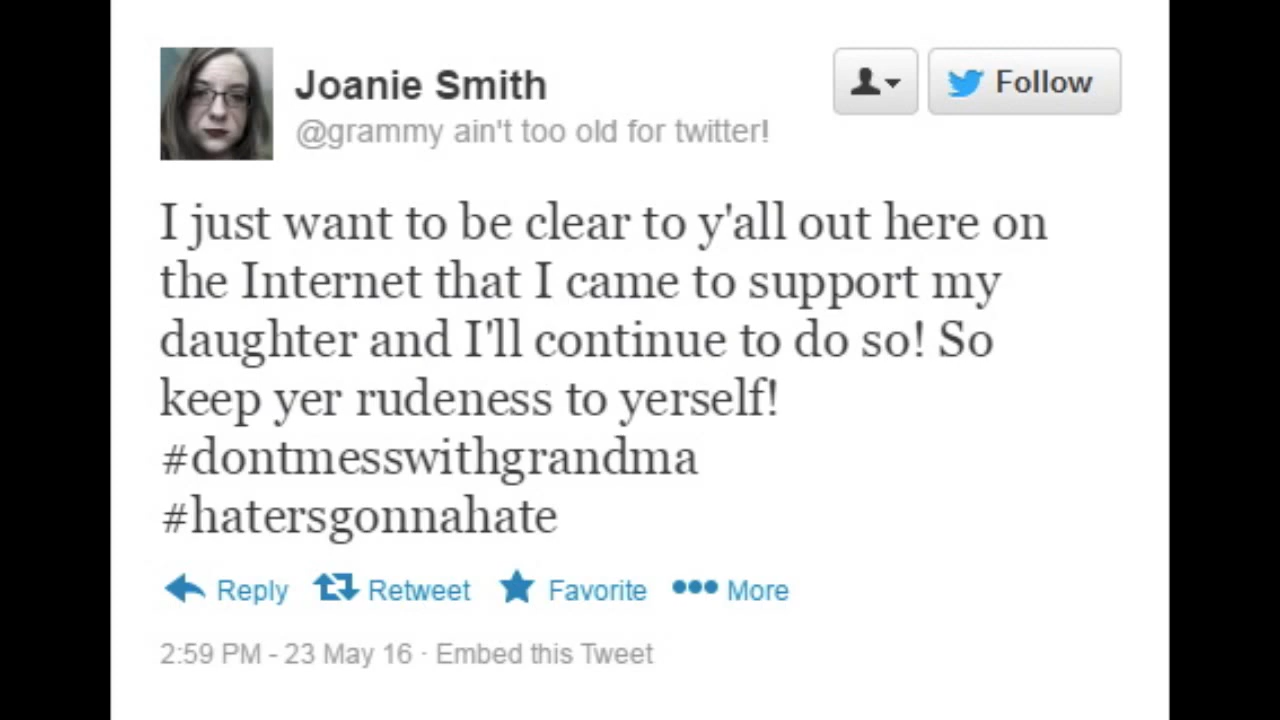 Joanie Smith
@grammy ain't too old for twitter!
Follow
I just want to be clear to y'all out here on
the Internet that I came to support my
daughter and I'll continue to do so! So
keep yer rudeness to yerself!
#dontmesswithgrandma
#hatersgonnahate
Reply Retweet Favorite More
2:59 PM - 23 May 16 · Embed this Tweet